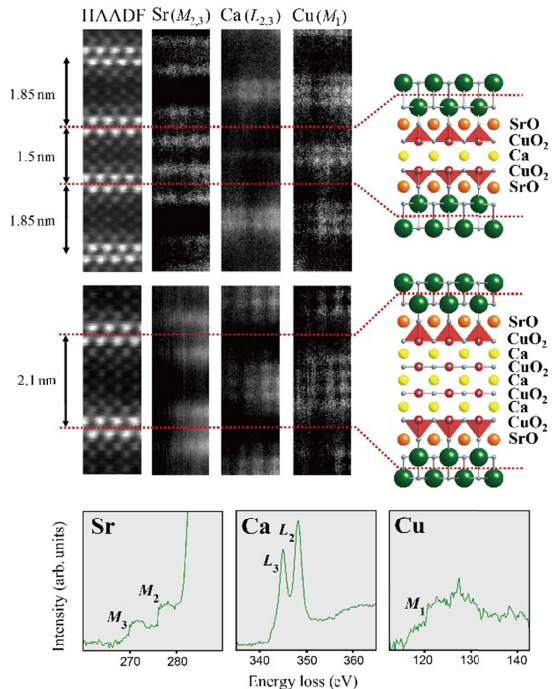 HAADF Sr (M2,3) Ca (L2,3) Cu (M1)
1.85 nm
1.5 nm
1.85 nm
SrO
CuO2
Ca
CuO2
SrO
2.1 nm
SrO
CuO2
Ca
CuO2
Ca
CuO2
Ca
CuO2
SrO
Intensity (arb. units)
Sr
M3
M2
270 280
Ca
L3
L2
340 350 360
Cu
M1
120 130 140
Energy loss (eV)